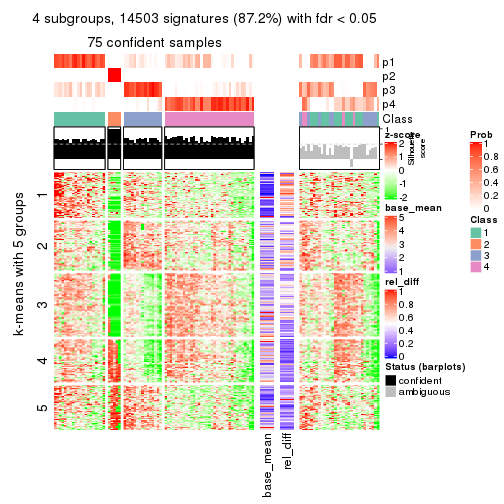 4 subgroups, 14503 signatures (87.2%) with fdr < 0.05
75 confident samples
p1
p2
p3
p4
Class
1
Silhouette
score
z-score
2
1
0
-1
-2
base_mean
5
4
3
2
1
rel_diff
1
0.8
0.6
0.4
0.2
0
Status (barplots)
confident
ambiguous
Prob
1
0.8
0.6
0.4
0.2
0
Class
1
2
3
4
k-means with 5 groups
1
2
3
4
5
base_mean
rel_diff